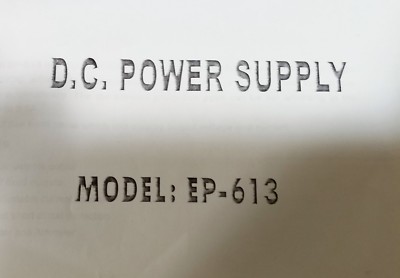 D.C. POWER SUPPLY
MODEL: EP-613